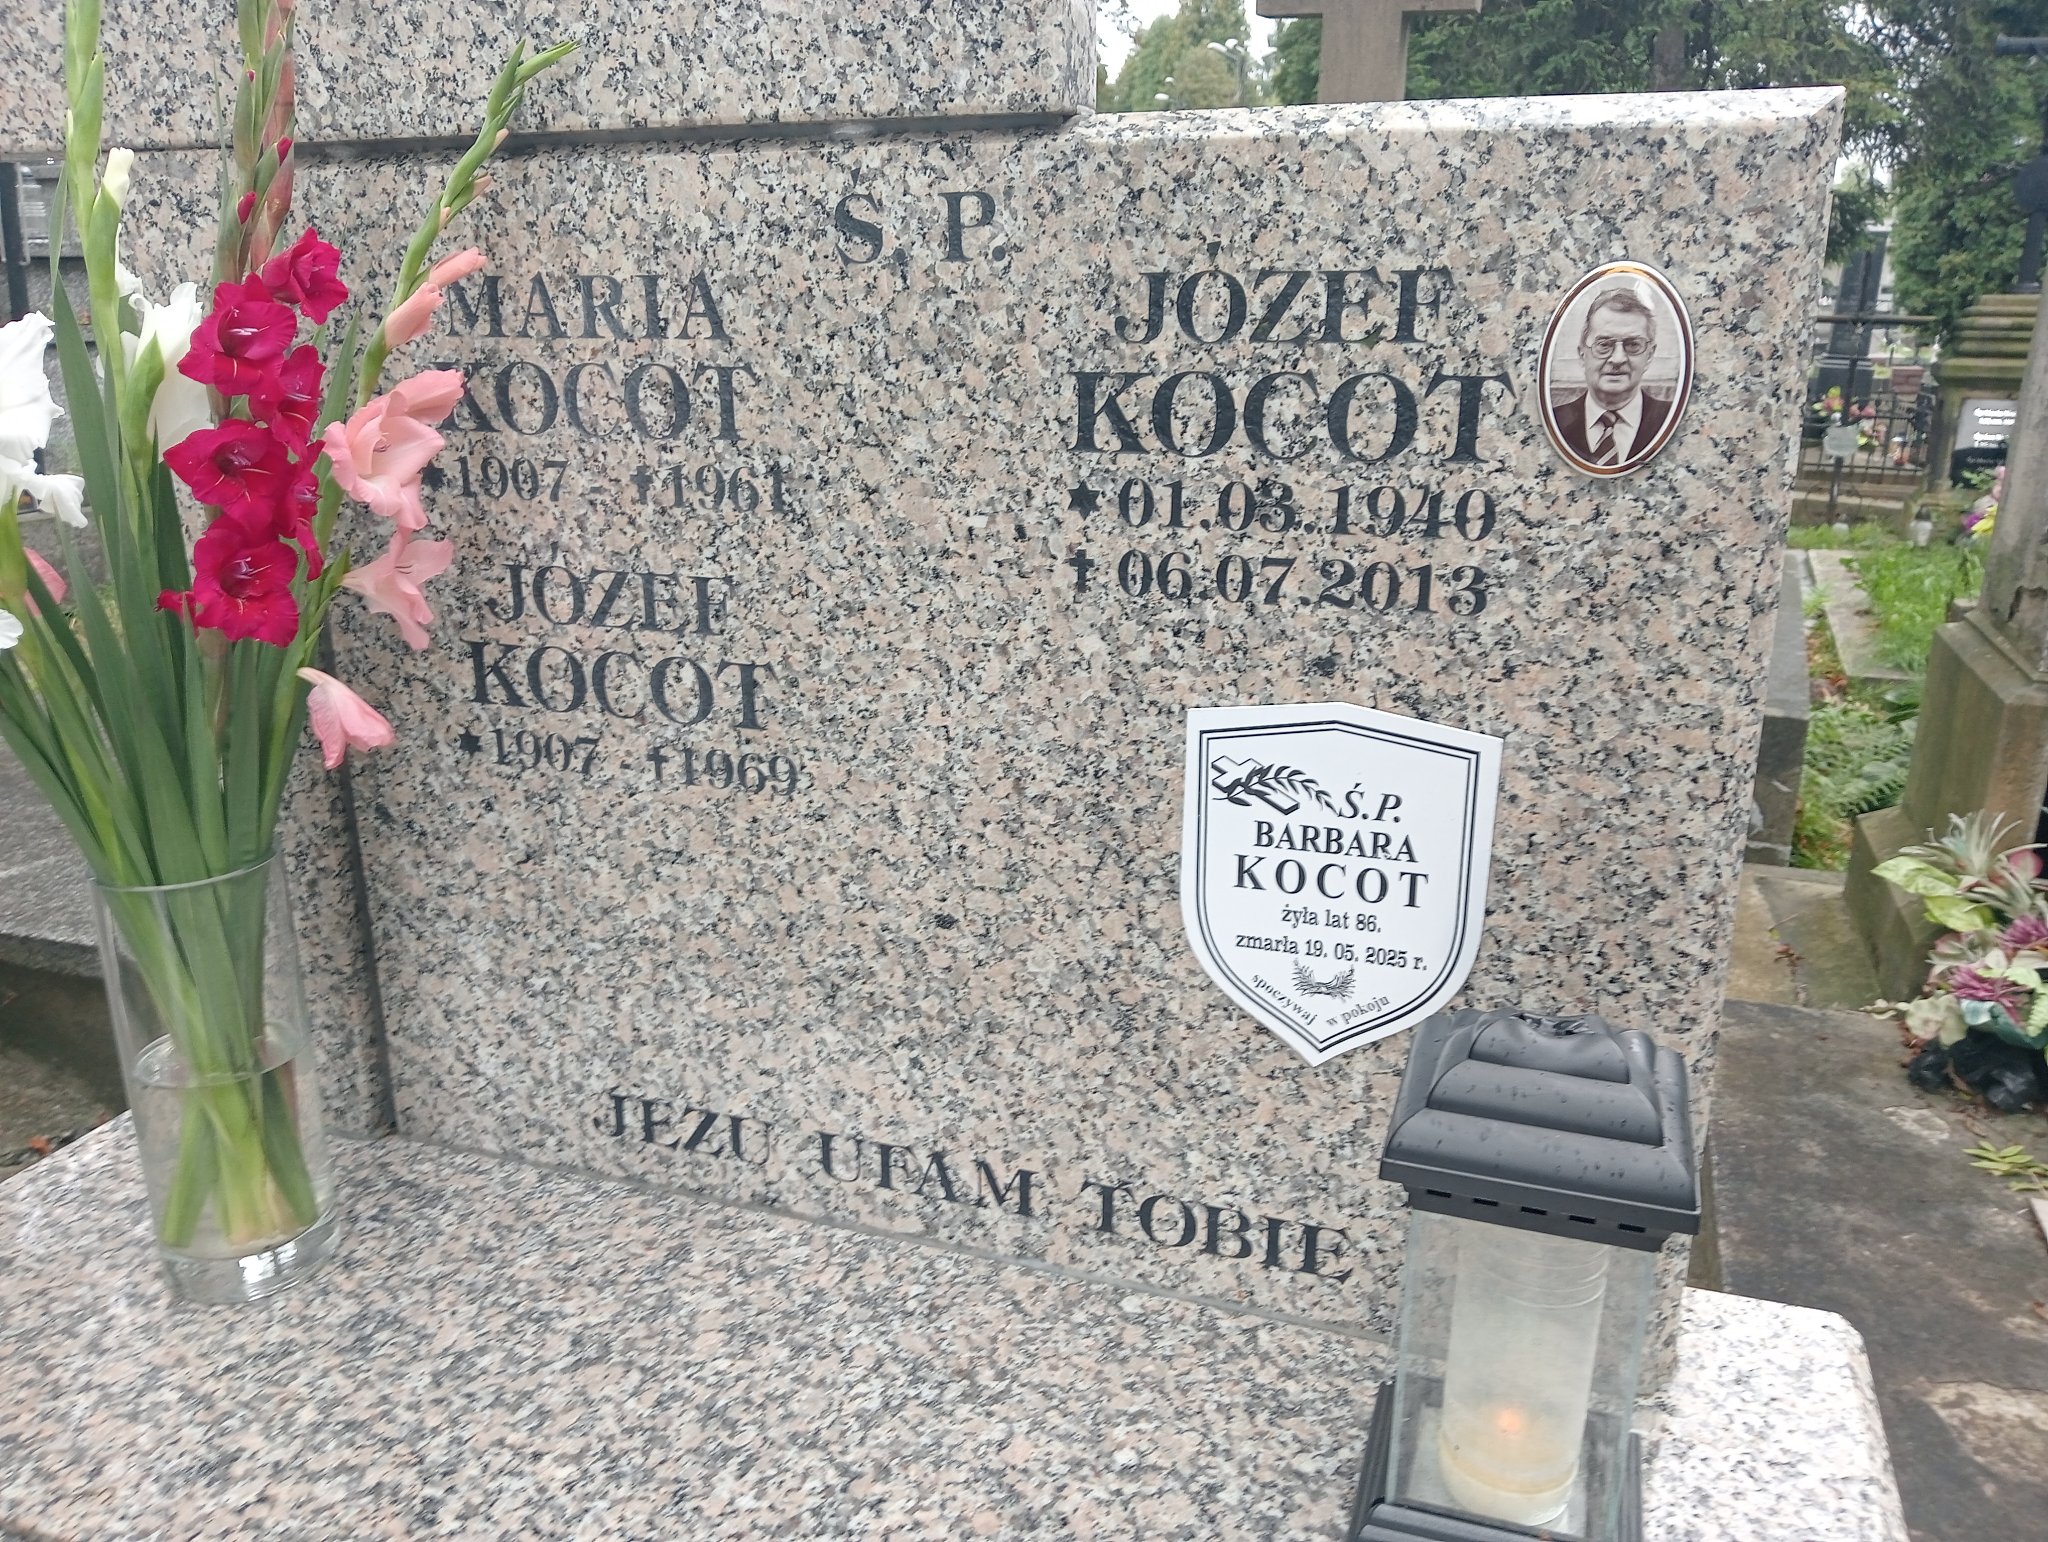 Ś. P.
MARIA
KOCOT
*1907 - †1961
JÓZEF
KOCOT
*1907 - †1969
JÓZEF
KOCOT
*01.03.1940
† 06.07.2013
Ś.P.
BARBARA
KOCOT
żyła lat 86.
zmarła 19. 05. 2025 r.
spoczywaj w pokoju
JEZU UFAM TOBIE